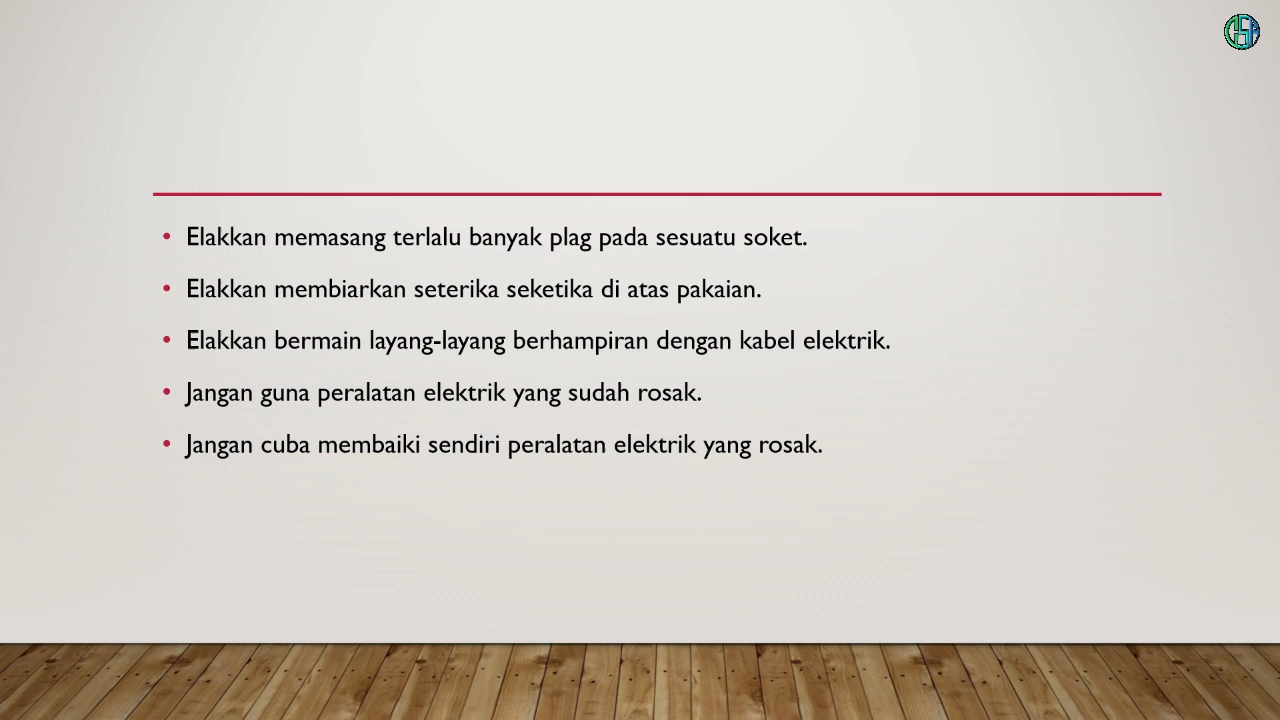 • Elakkan memasang terlalu banyak plag pada sesuatu soket.
• Elakkan membiarkan seterika seketika di atas pakaian.
• Elakkan bermain layang-layang berhampiran dengan kabel elektrik.
• Jangan guna peralatan elektrik yang sudah rosak.
• Jangan cuba membaiki sendiri peralatan elektrik yang rosak.